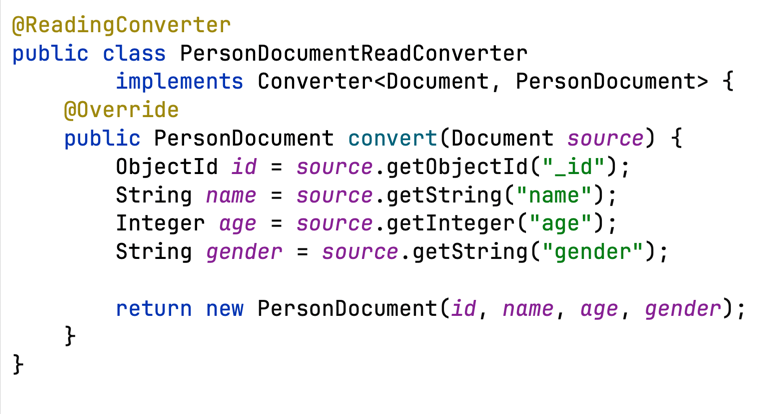 @ReadingConverter
public class PersonDocumentReadConverter
        implements Converter<Document, PersonDocument> {
    @Override
    public PersonDocument convert(Document source) {
        ObjectId id = source.getObjectId("_id");
        String name = source.getString("name");
        Integer age = source.getInteger("age");
        String gender = source.getString("gender");

        return new PersonDocument(id, name, age, gender);
    }
}